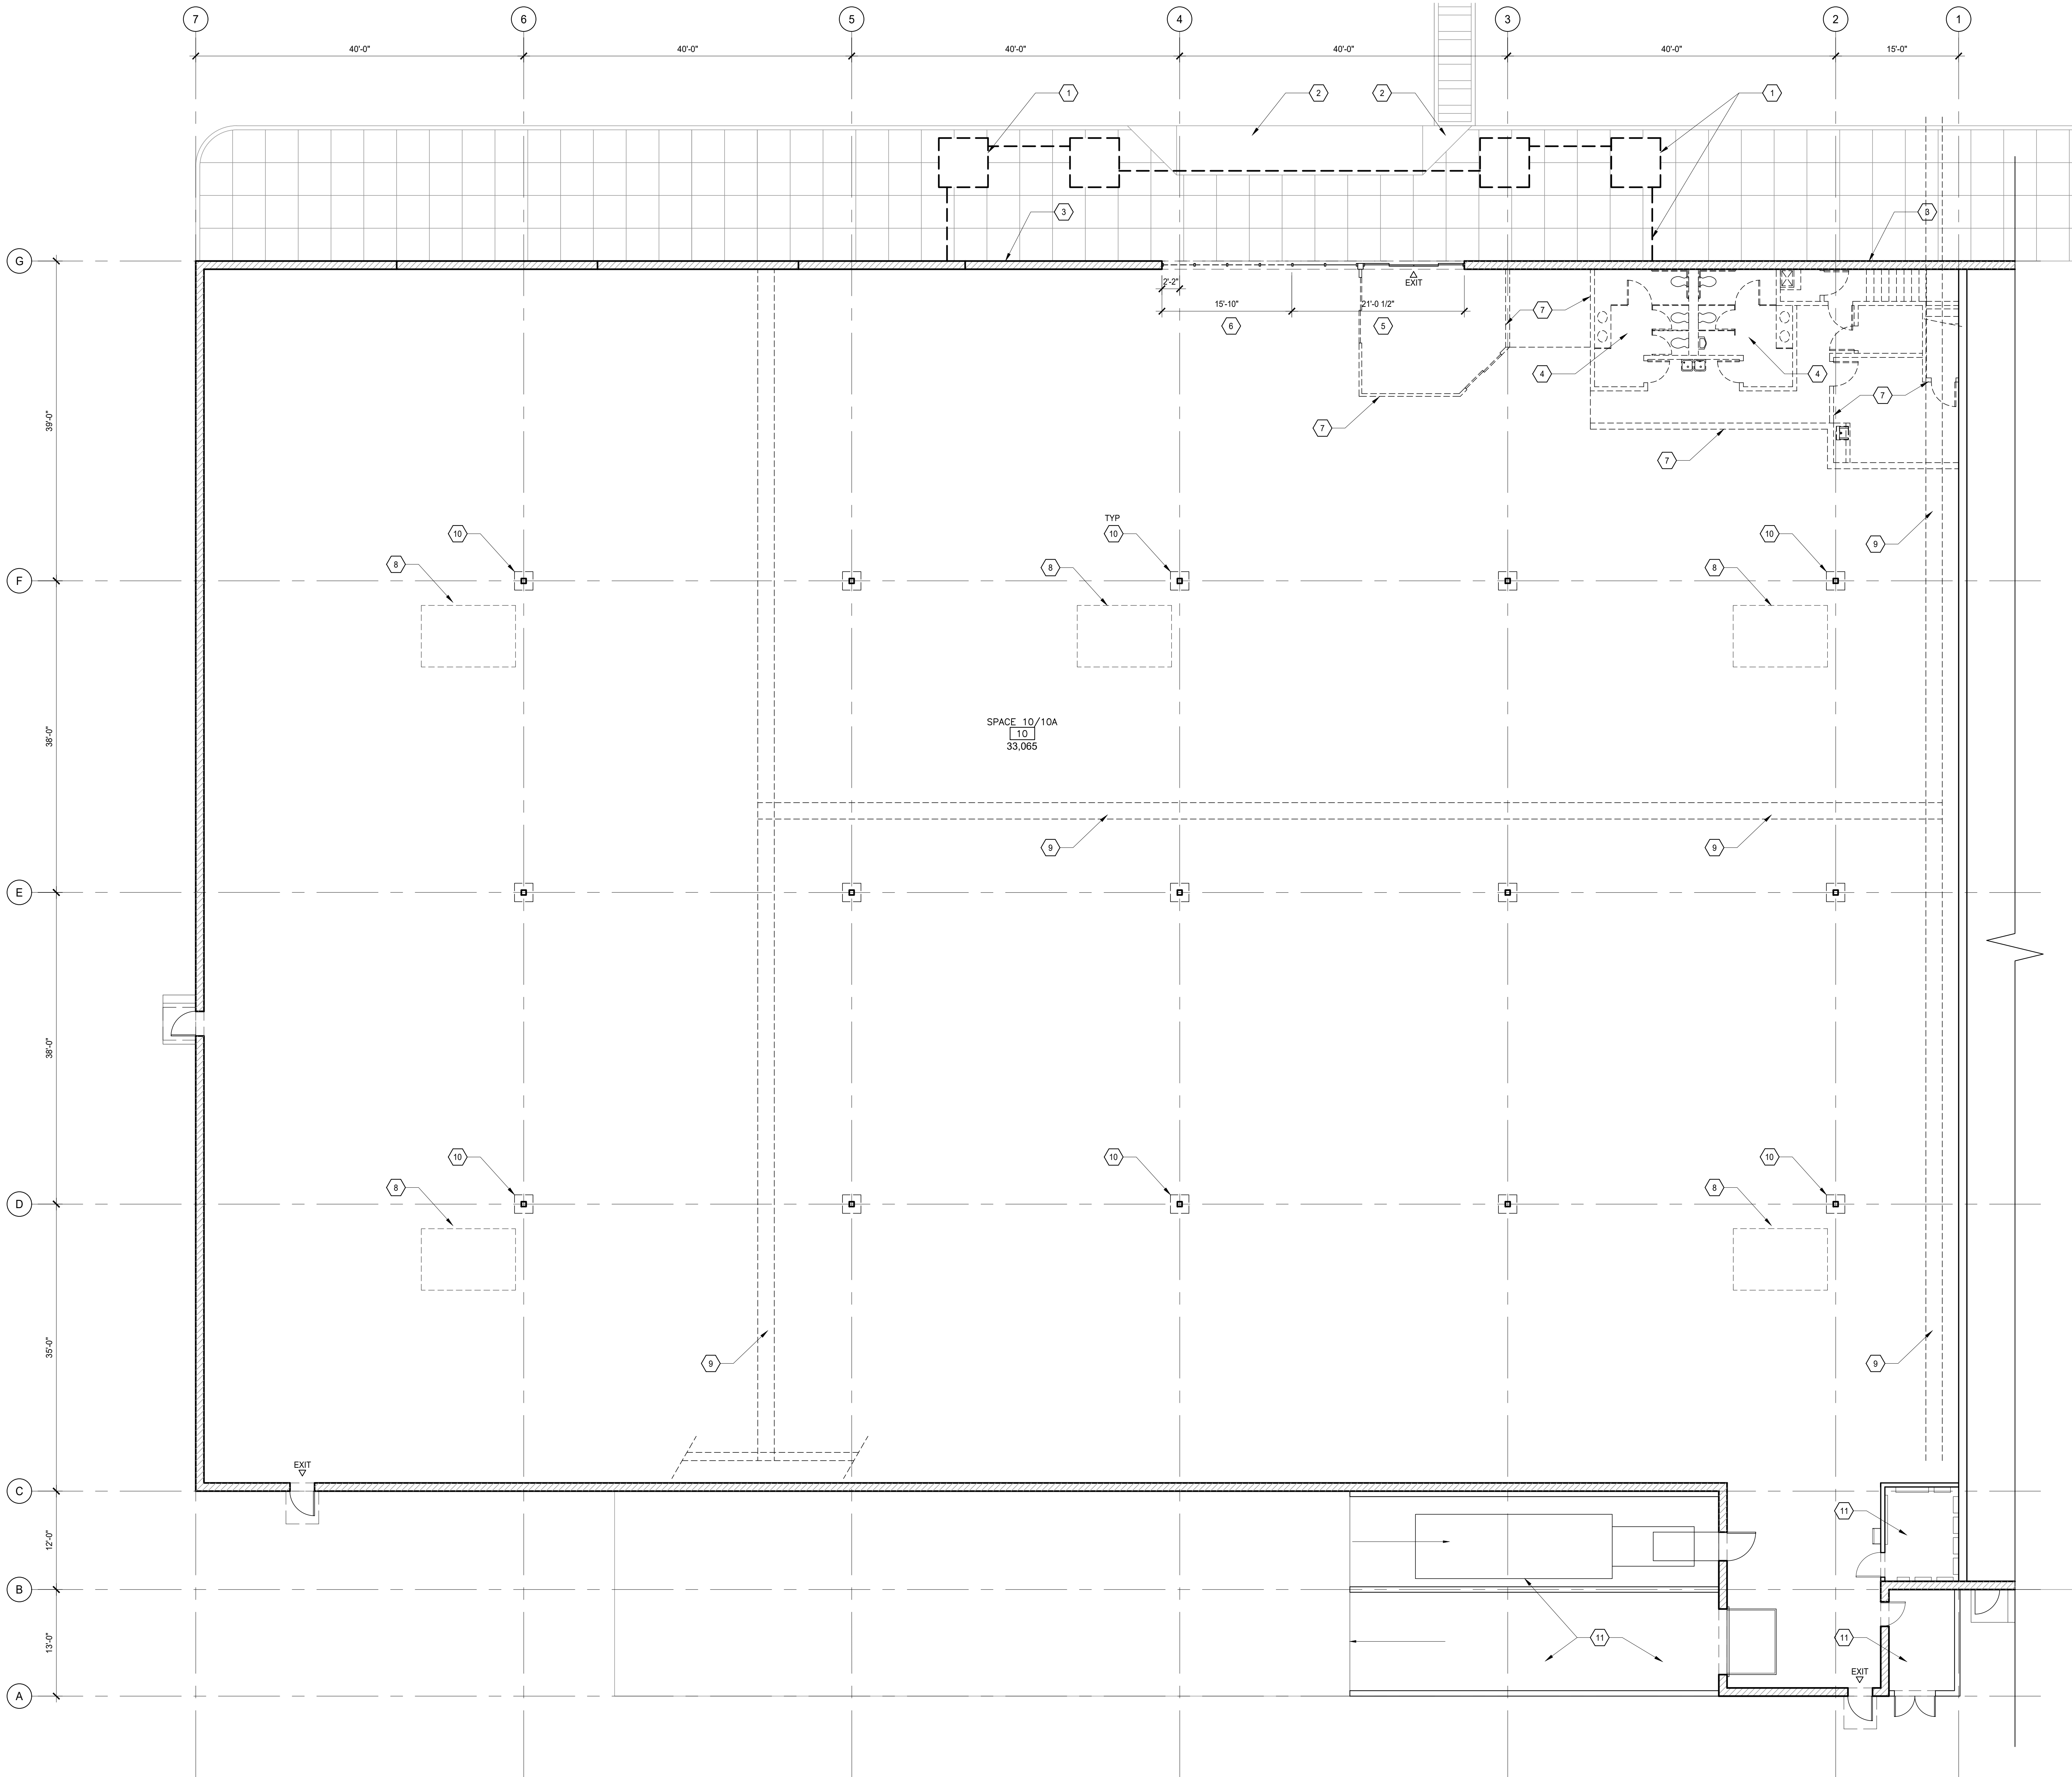 7 6 5 4 3 2 1
40'-0" 40'-0" 40'-0" 40'-0" 40'-0" 15'-0"
1 2 2 1
3 3
G
EXIT
2'-2"
15'-10" 21'-0 1/2"
6 5 7
4 4
7 7
7
39'-0"
TYP
10 10 10
9
8 8 8
F
SPACE 10/10A
10
33,065
38'-0"
9 9
E
38'-0"
10 10 10
8 8
D
35'-0"
9 9
EXIT
C
11
12'-0"
B
13'-0"
11 11
EXIT
A